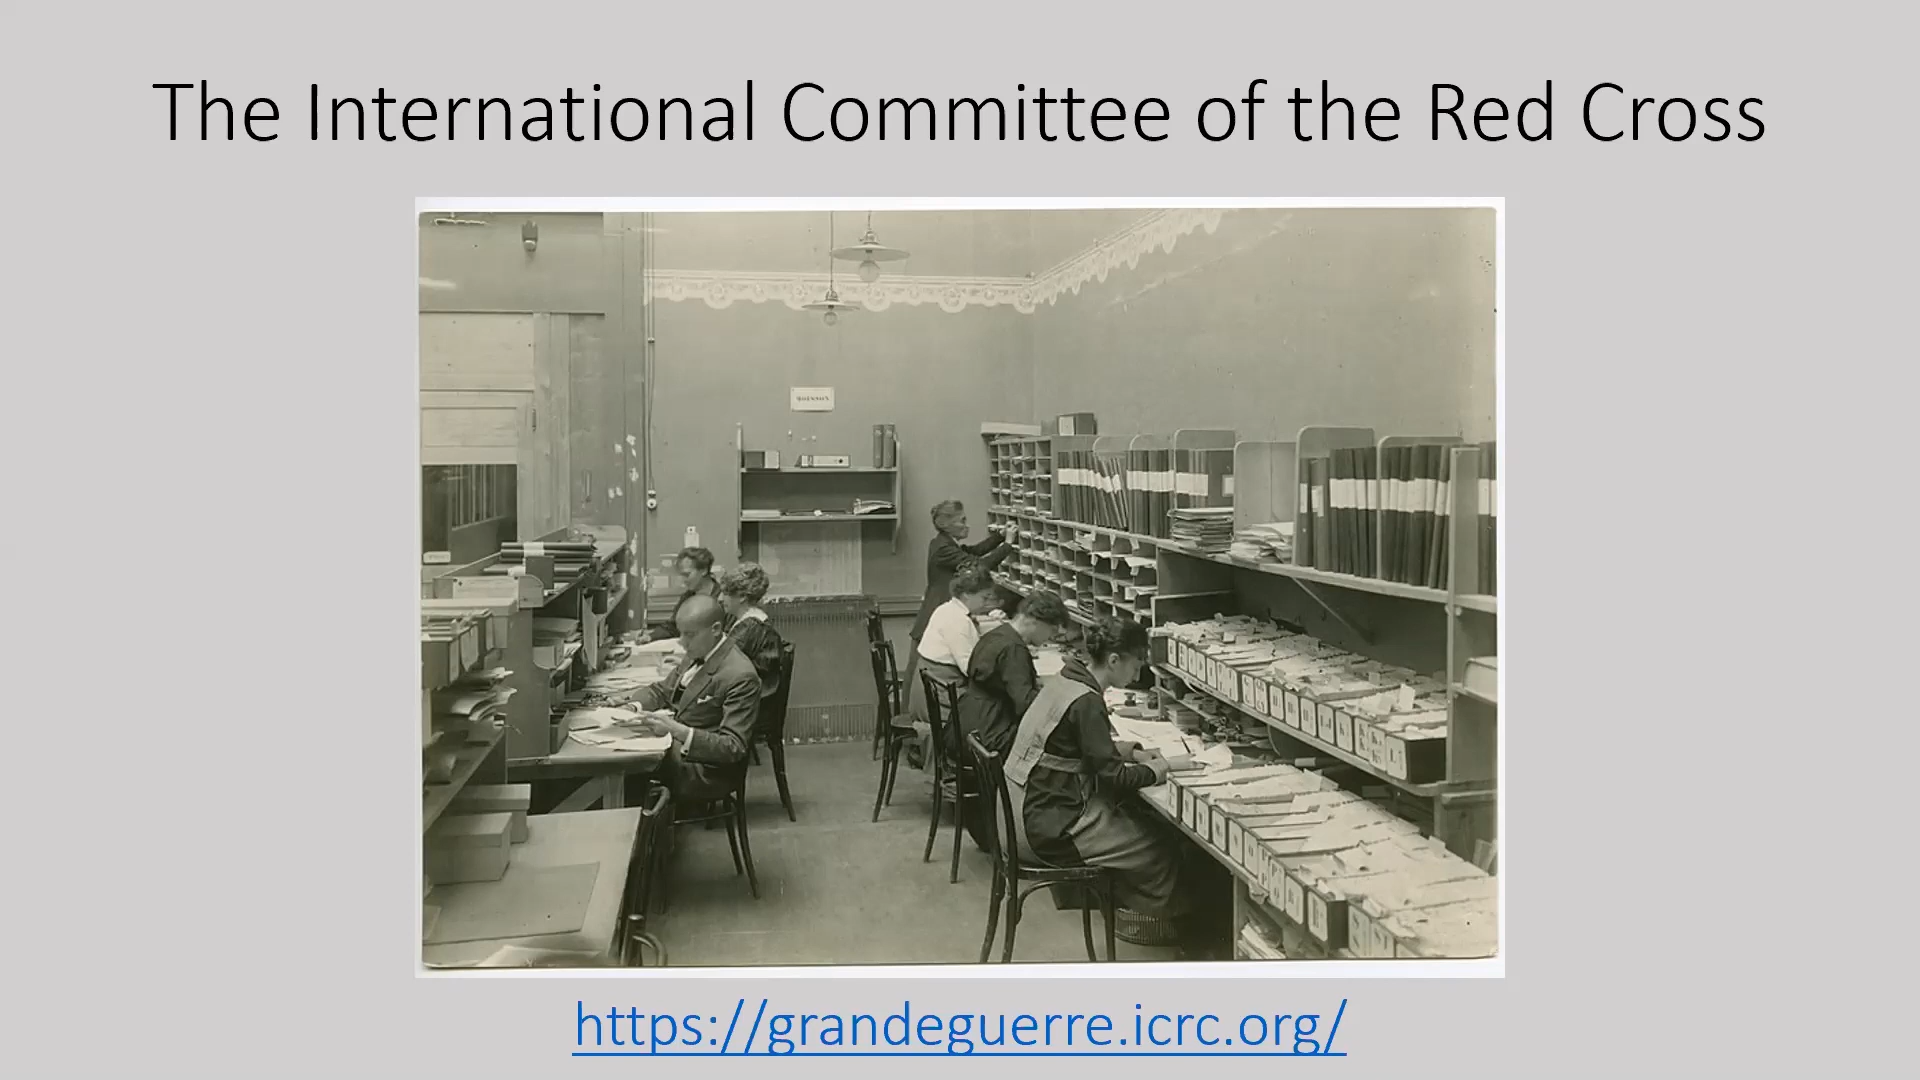 The International Committee of the Red Cross
https://grandeguerre.icrc.org/